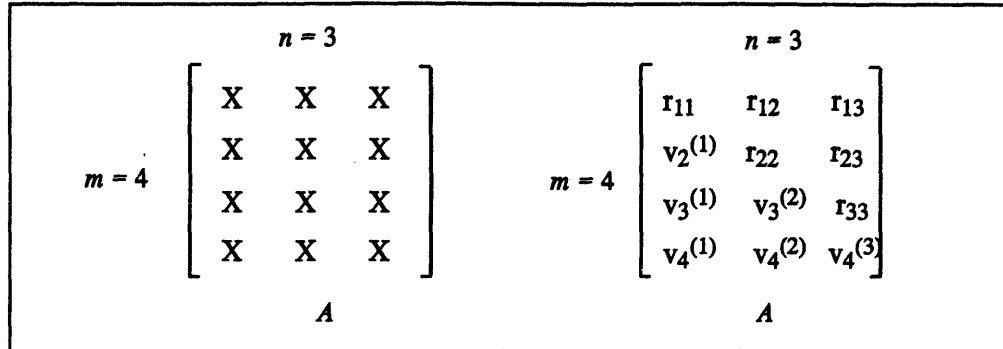 n = 3
X X X
X X X
m = 4
X X X
X X X
A
n = 3
r₁₁ r₁₂ r₁₃
v₂⁽¹⁾ r₂₂ r₂₃
m = 4
v₃⁽¹⁾ v₃⁽²⁾ r₃₃
v₄⁽¹⁾ v₄⁽²⁾ v₄⁽³⁾
A